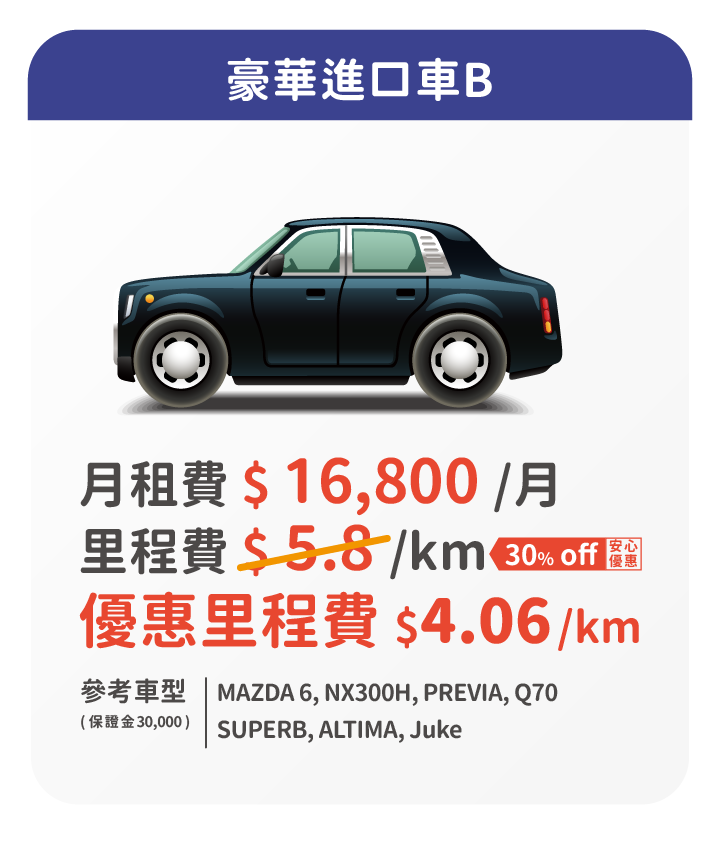 豪華進口車B
月租費 $ 16,800 /月
里程費 $ 5.8 /km 30% off 安心優惠
優惠里程費 $4.06/km
參考車型
(保證金30,000)
MAZDA 6, NX300H, PREVIA, Q70
SUPERB, ALTIMA, Juke